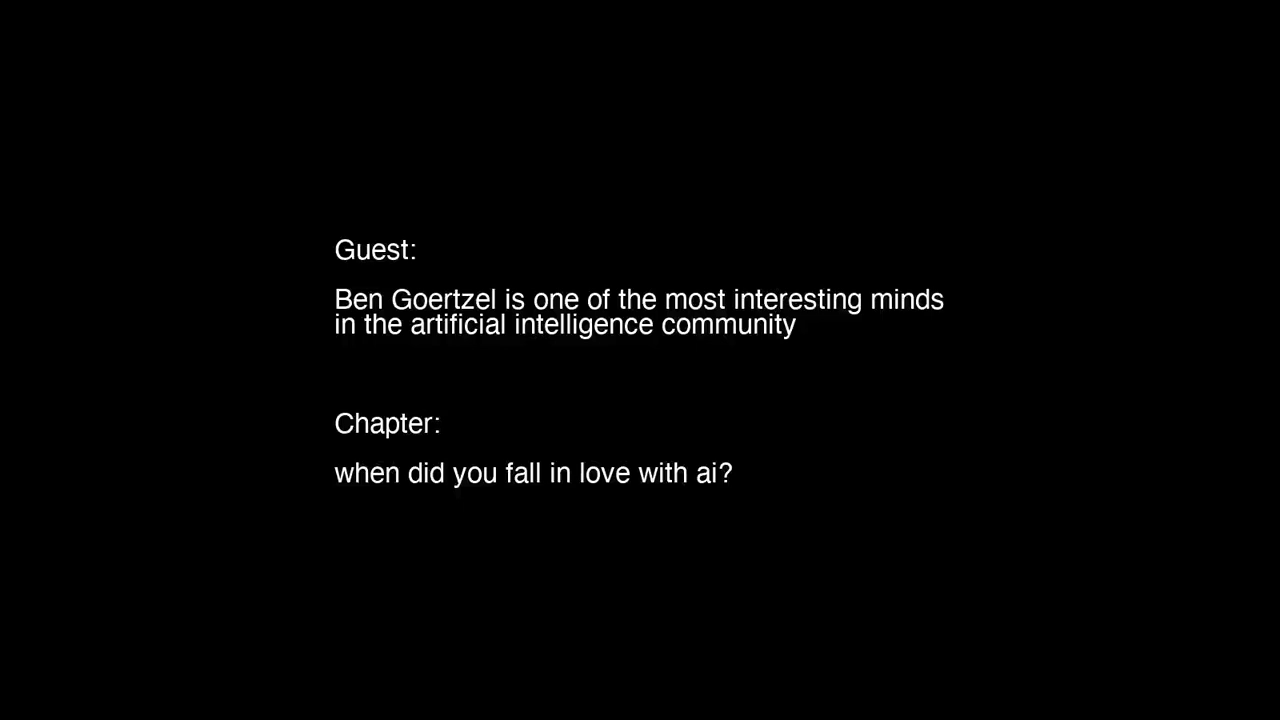 Guest:
Ben Goertzel is one of the most interesting minds
in the artificial intelligence community
Chapter:
when did you fall in love with ai?